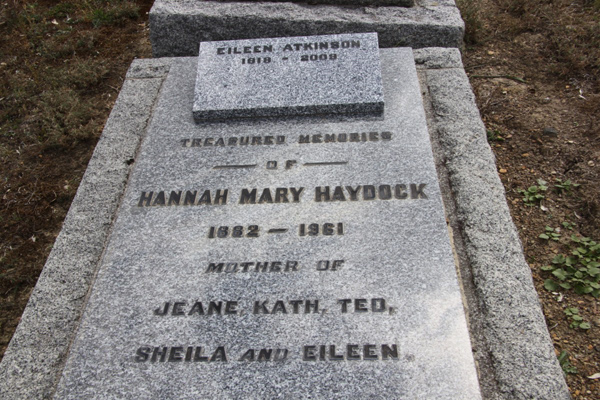 EILEEN ATKINSON
1918 - 2009
TREASURED MEMORIES
— OF —
HANNAH MARY HAYDOCK
1882 — 1961
MOTHER OF
JEANE, KATH, TED,
SHEILA AND EILEEN.